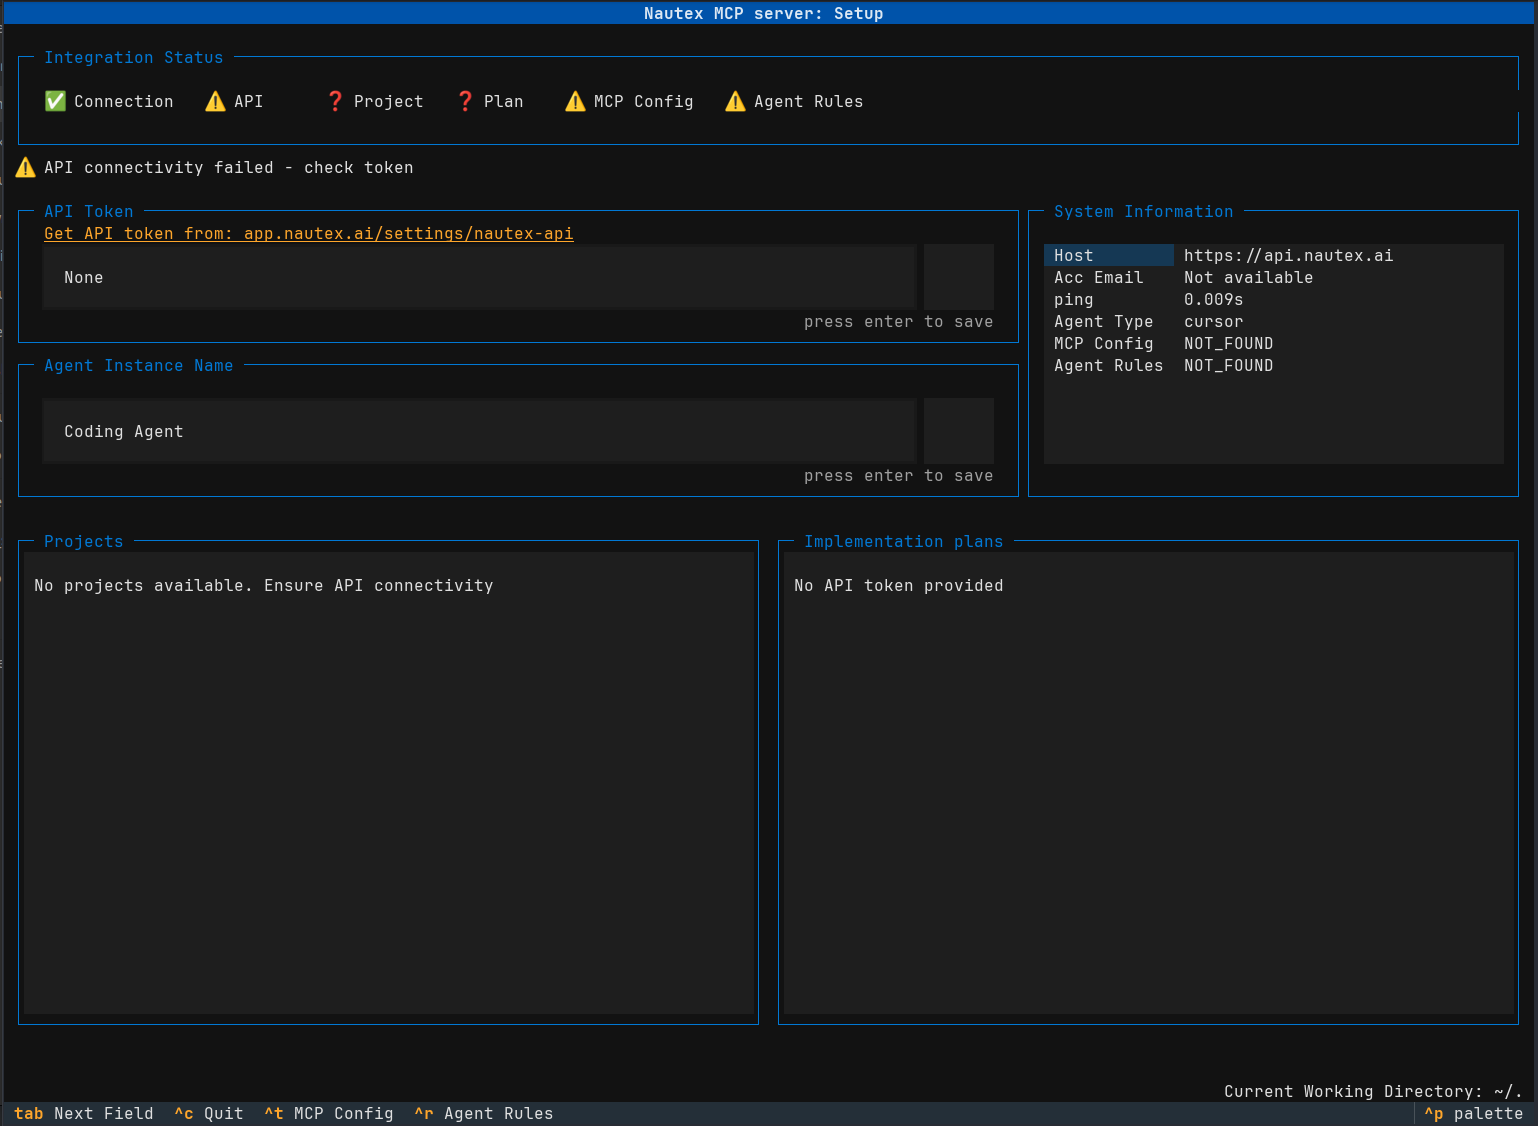 Nautex MCP server: Setup
Integration Status
✅ Connection ⚠️ API ❓ Project ❓ Plan ⚠️ MCP Config ⚠️ Agent Rules
⚠️ API connectivity failed - check token
API Token
Get API token from: app.nautex.ai/settings/nautex-api
None
press enter to save
Agent Instance Name
Coding Agent
press enter to save
System Information
Host https://api.nautex.ai
Acc Email Not available
ping 0.009s
Agent Type cursor
MCP Config NOT_FOUND
Agent Rules NOT_FOUND
Projects
No projects available. Ensure API connectivity
Implementation plans
No API token provided
Current Working Directory: ~/.
tab Next Field ^c Quit ^t MCP Config ^r Agent Rules ^p palette